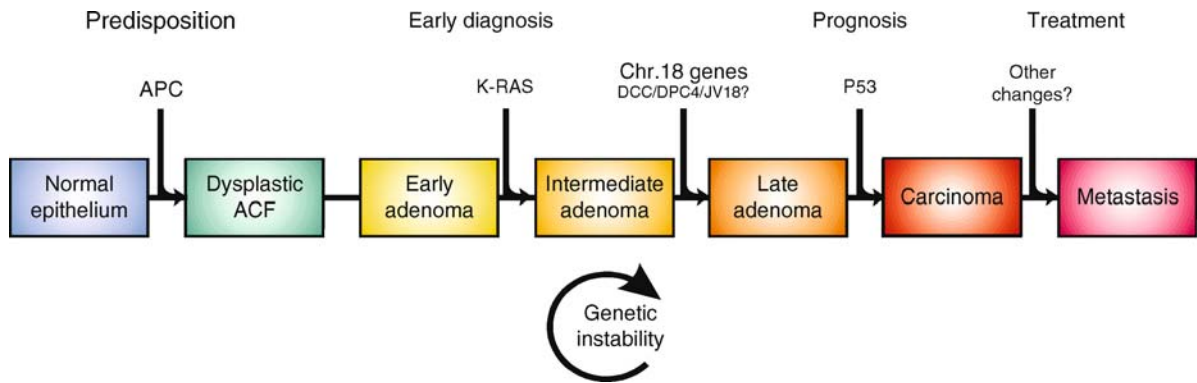 Predisposition
Early diagnosis
Prognosis
Treatment
APC
K-RAS
Chr.18 genes
DCC/DPC4/JV18?
P53
Other
changes?
Normal
epithelium
Dysplastic
ACF
Early
adenoma
Intermediate
adenoma
Late
adenoma
Carcinoma
Metastasis
Genetic
instability